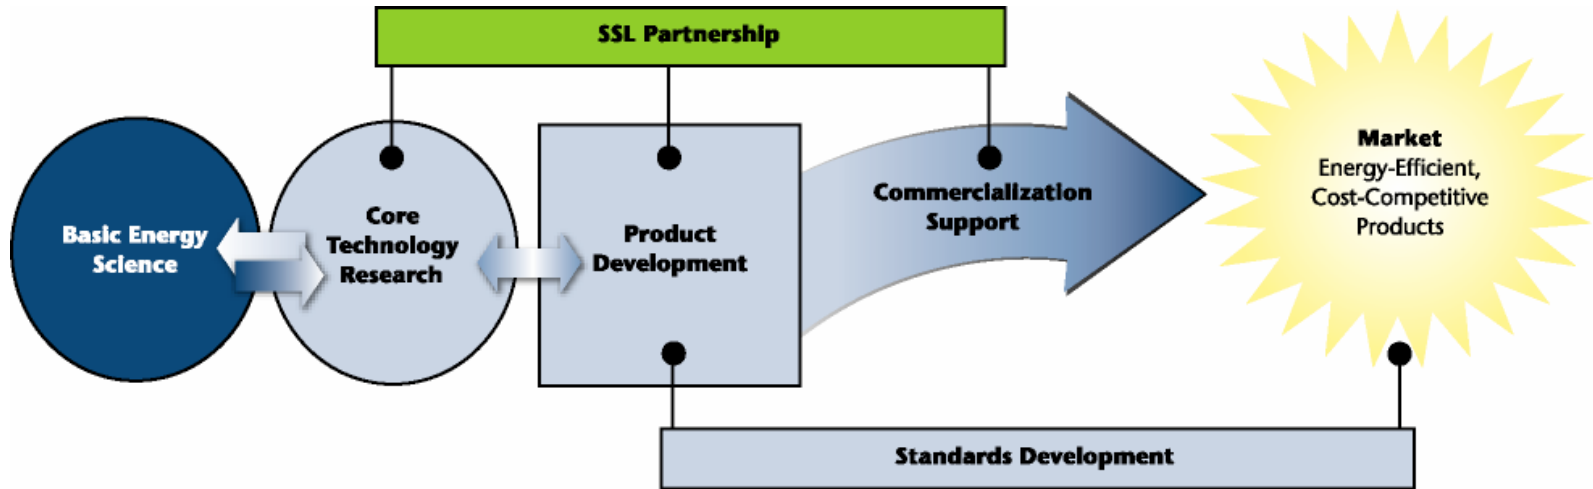 SSL Partnership
Basic Energy
Science
Core
Technology
Research
Product
Development
Commercialization
Support
Market
Energy-Efficient,
Cost-Competitive
Products
Standards Development